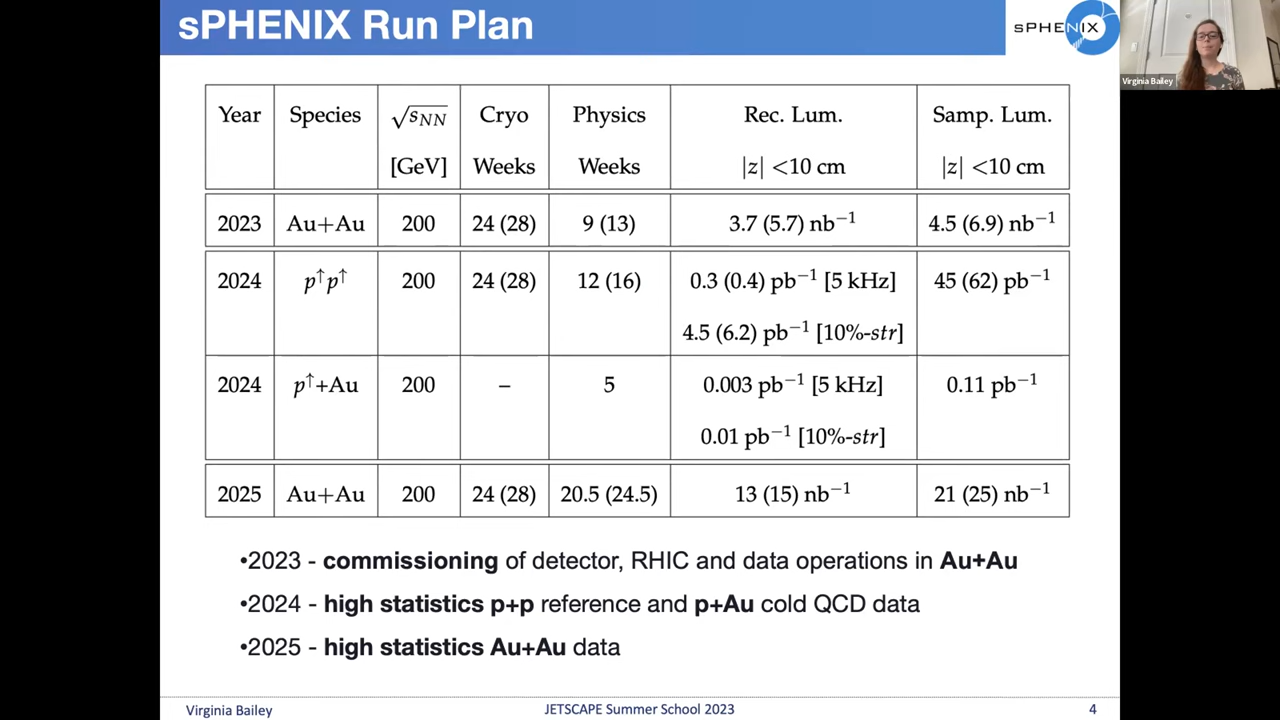 sPHENIX Run Plan
sPHENIX
Virginia Bailey
Year Species √sNN Cryo Physics Rec. Lum. Samp. Lum.
[GeV] Weeks Weeks |z| <10 cm |z| <10 cm
2023 Au+Au 200 24 (28) 9 (13) 3.7 (5.7) nb⁻¹ 4.5 (6.9) nb⁻¹
2024 p↑p↑ 200 24 (28) 12 (16) 0.3 (0.4) pb⁻¹ [5 kHz] 45 (62) pb⁻¹
4.5 (6.2) pb⁻¹ [10%-str]
2024 p↑+Au 200 – 5 0.003 pb⁻¹ [5 kHz] 0.11 pb⁻¹
0.01 pb⁻¹ [10%-str]
2025 Au+Au 200 24 (28) 20.5 (24.5) 13 (15) nb⁻¹ 21 (25) nb⁻¹
•2023 - commissioning of detector, RHIC and data operations in Au+Au
•2024 - high statistics p+p reference and p+Au cold QCD data
•2025 - high statistics Au+Au data
Virginia Bailey JETSCAPE Summer School 2023 4